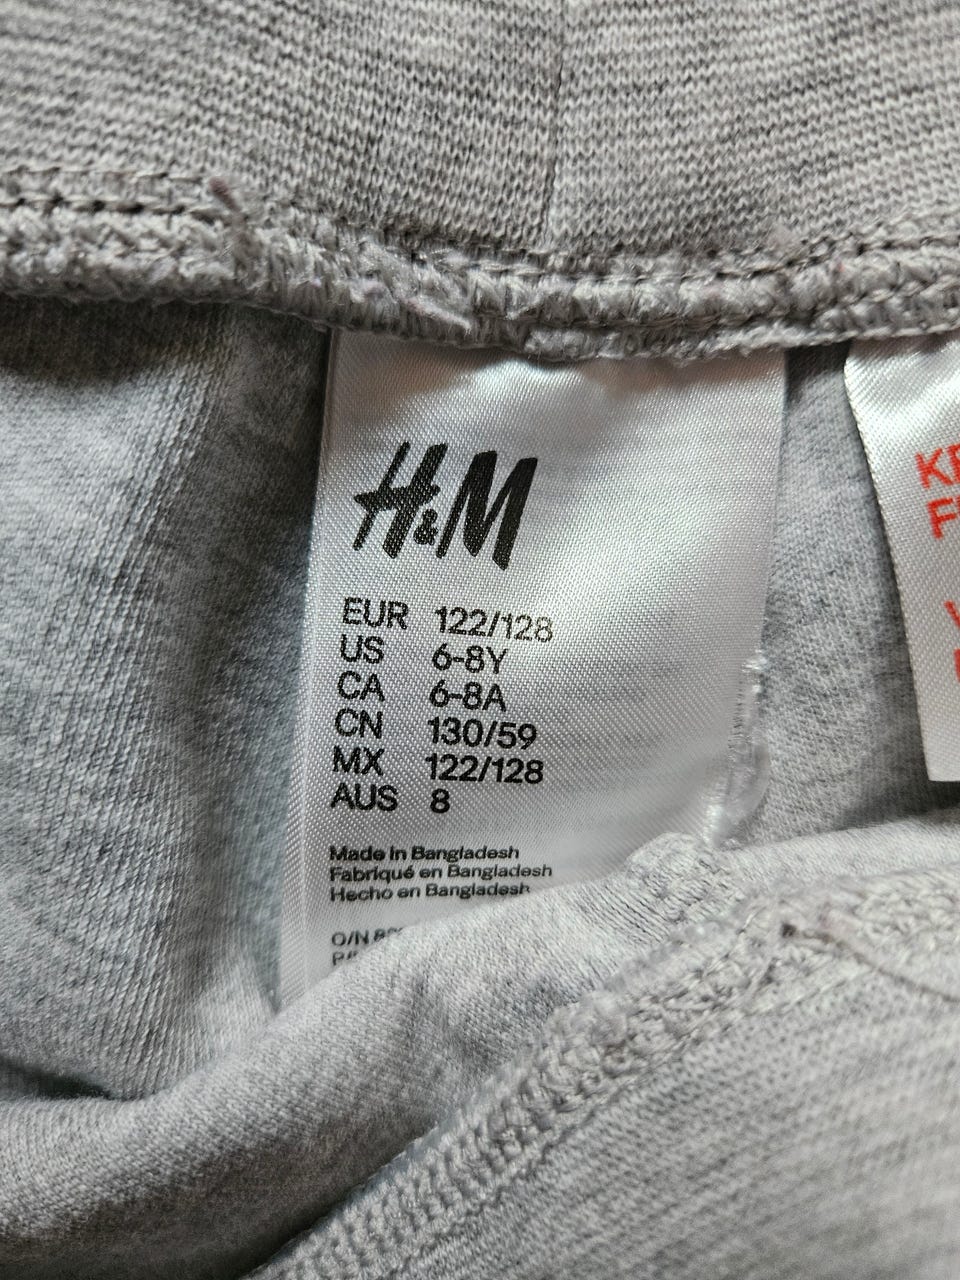 H&M
EUR 122/128
US 6-8Y
CA 6-8A
CN 130/59
MX 122/128
AUS 8
Made in Bangladesh
Fabriqué en Bangladesh
Hecho en Bangladesh
O/N